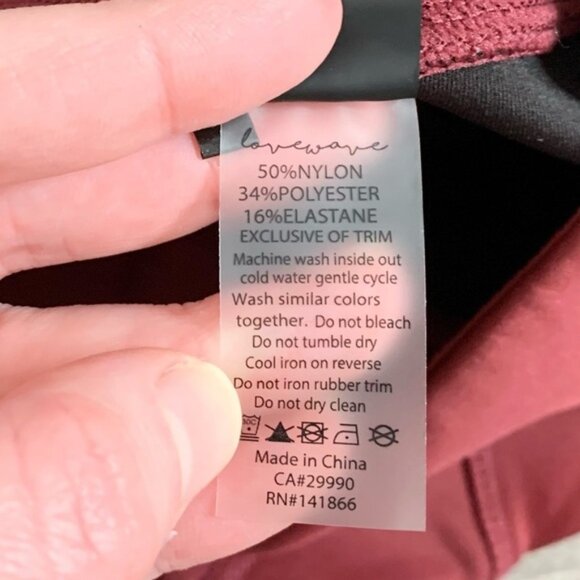 lovewave
50%NYLON
34%POLYESTER
16%ELASTANE
EXCLUSIVE OF TRIM
Machine wash inside out
cold water gentle cycle
Wash similar colors
together. Do not bleach
Do not tumble dry
Cool iron on reverse
Do not iron rubber trim
Do not dry clean
Made in China
CA#29990
RN#141866